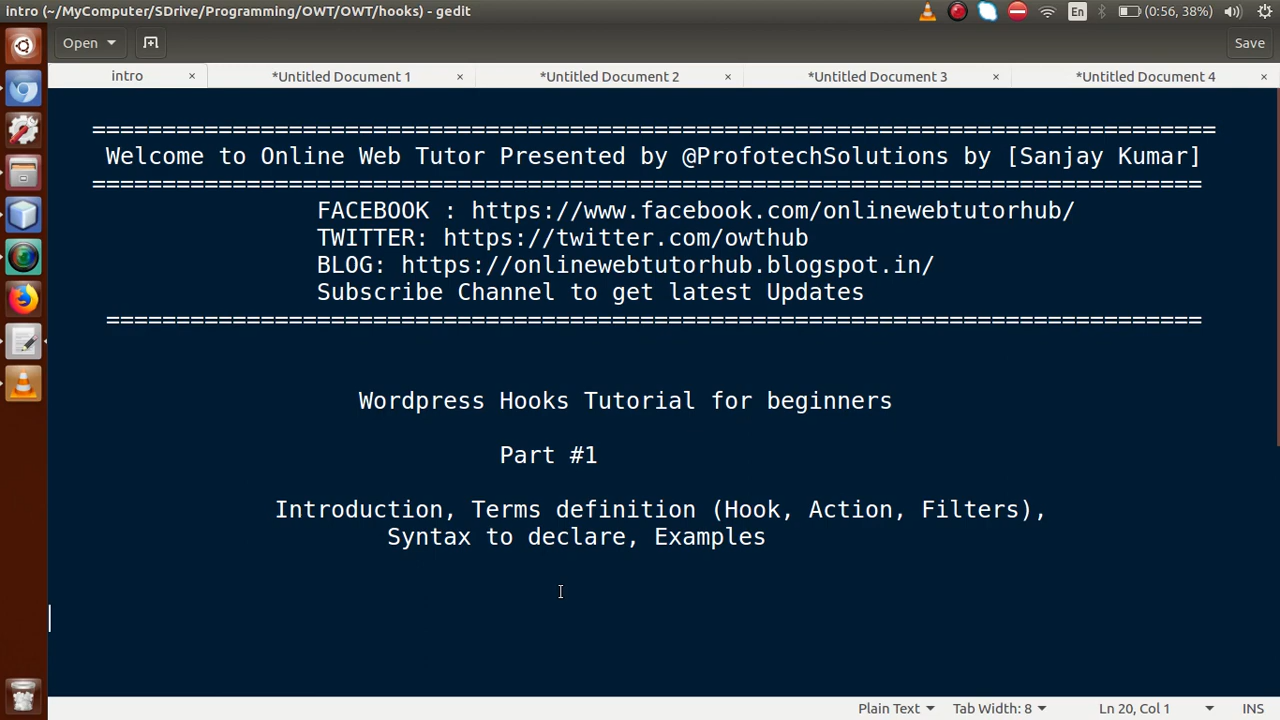 intro (~/MyComputer/SDrive/Programming/OWT/OWT/hooks) - gedit
En (0:56, 38%)
Open Save
intro × *Untitled Document 1 × *Untitled Document 2 × *Untitled Document 3 × *Untitled Document 4 ×
================================================================================
Welcome to Online Web Tutor Presented by @ProfotechSolutions by [Sanjay Kumar]
===============================================================================
FACEBOOK : https://www.facebook.com/onlinewebtutorhub/
TWITTER: https://twitter.com/owthub
BLOG: https://onlinewebtutorhub.blogspot.in/
Subscribe Channel to get latest Updates
==============================================================================
Wordpress Hooks Tutorial for beginners
Part #1
Introduction, Terms definition (Hook, Action, Filters),
Syntax to declare, Examples
Plain Text Tab Width: 8 Ln 20, Col 1 INS